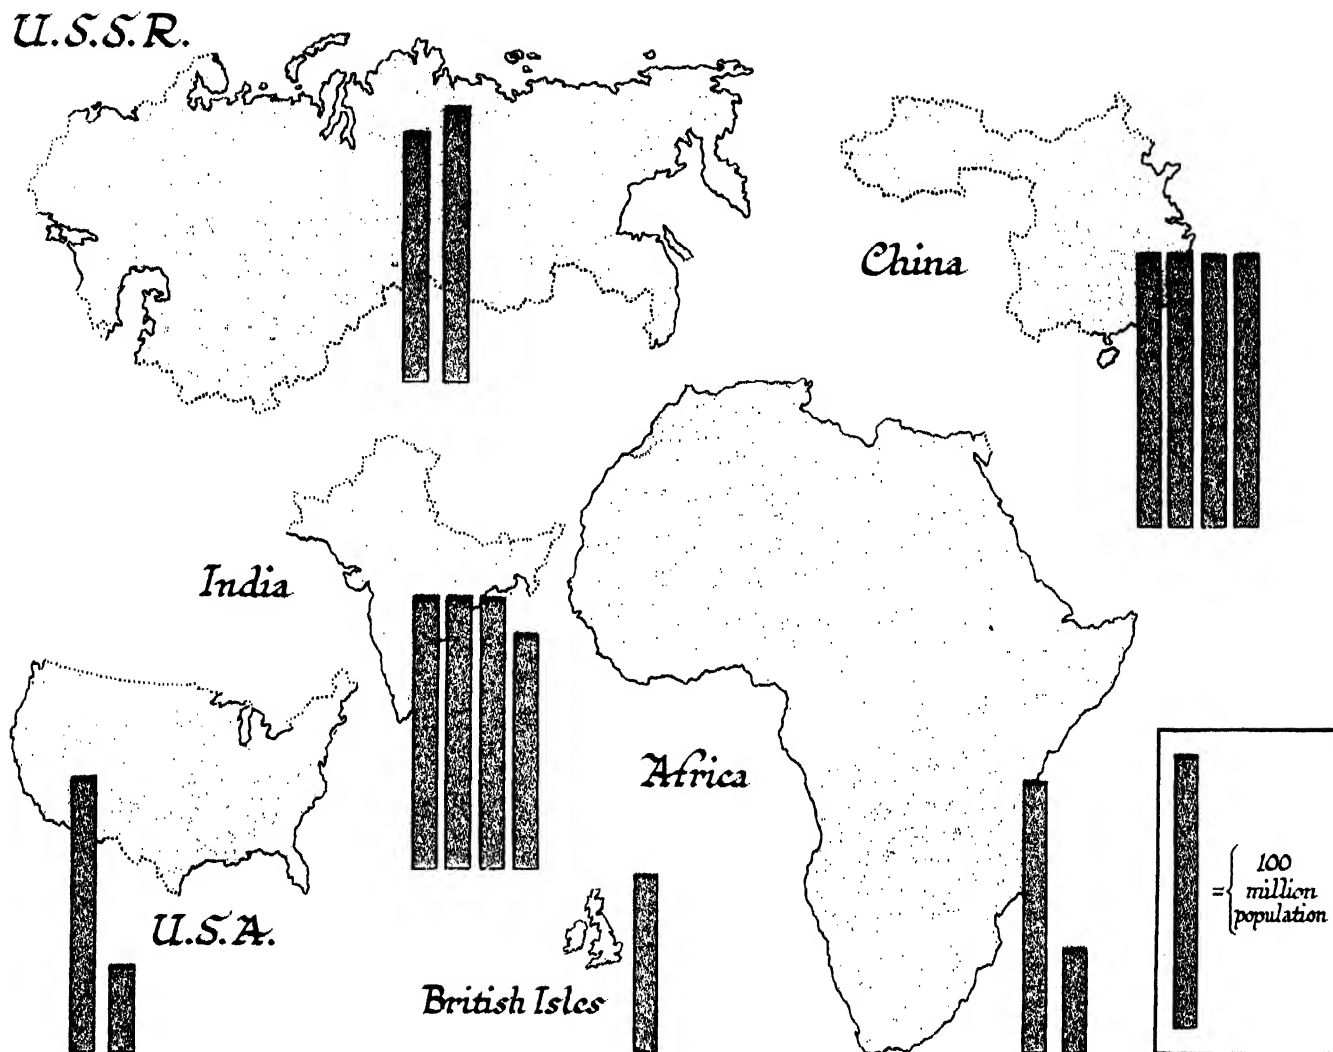 U.S.S.R.
China
India
Africa
U.S.A.
British Isles
= { 100
million
population